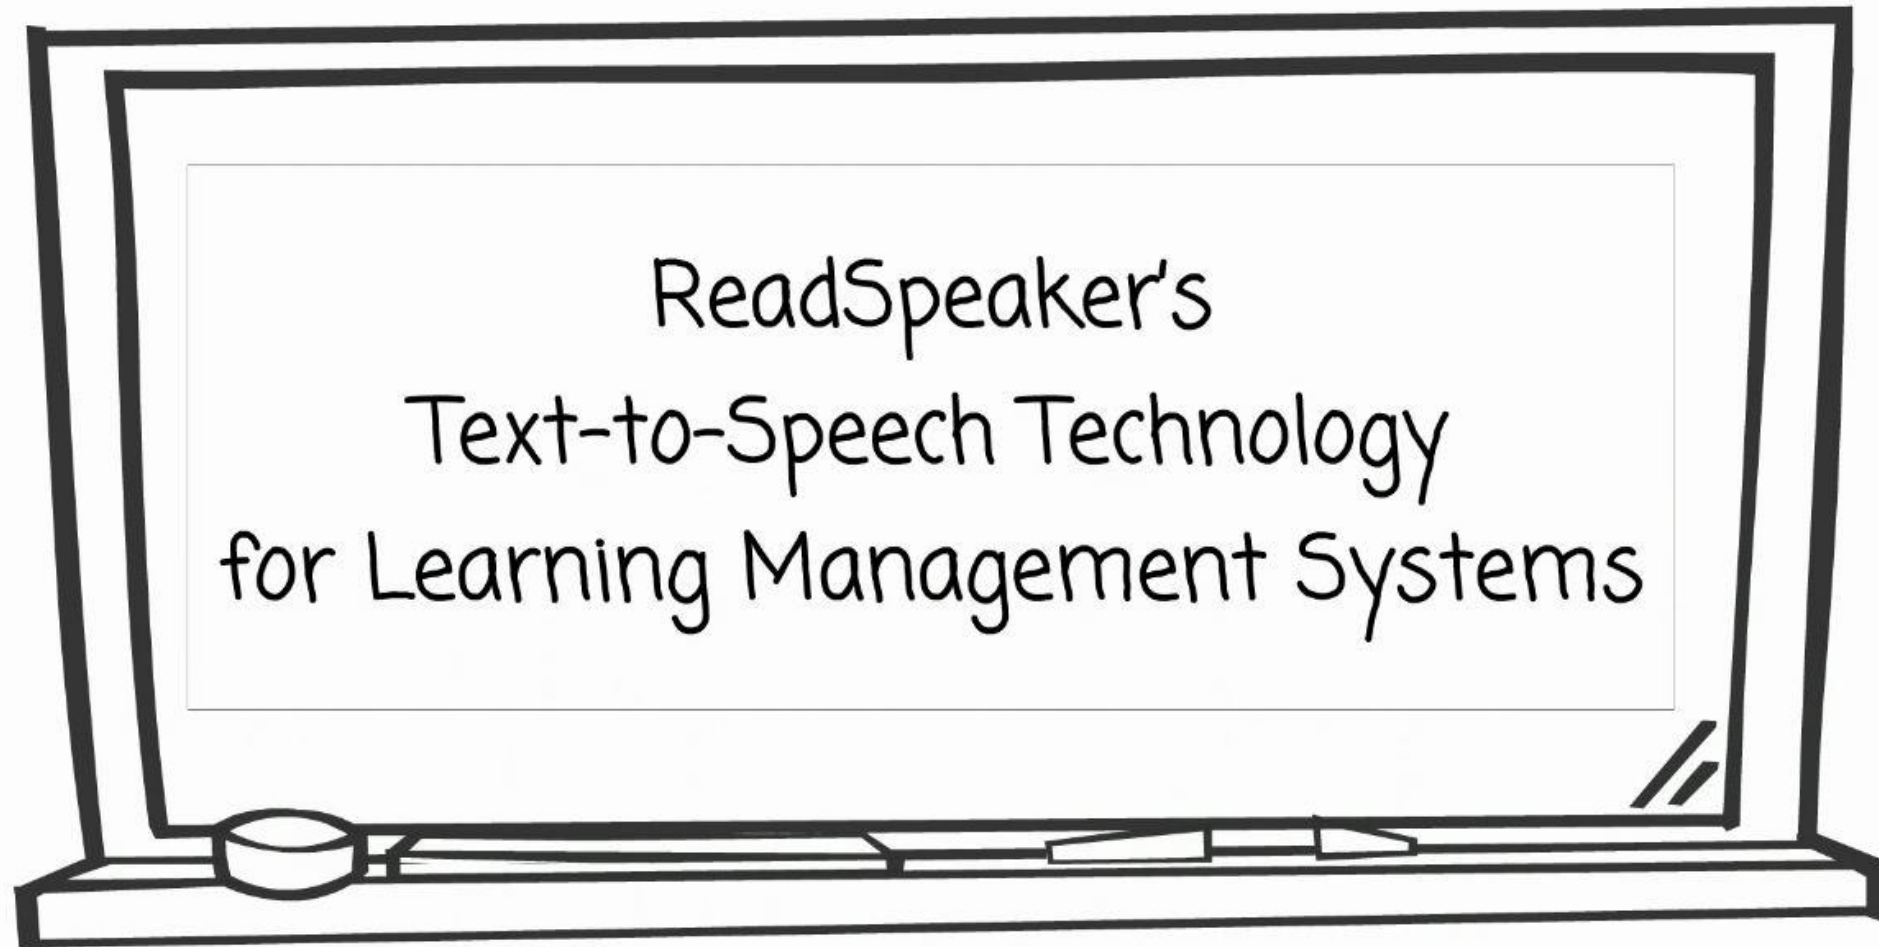 ReadSpeaker's
Text-to-Speech Technology
for Learning Management Systems